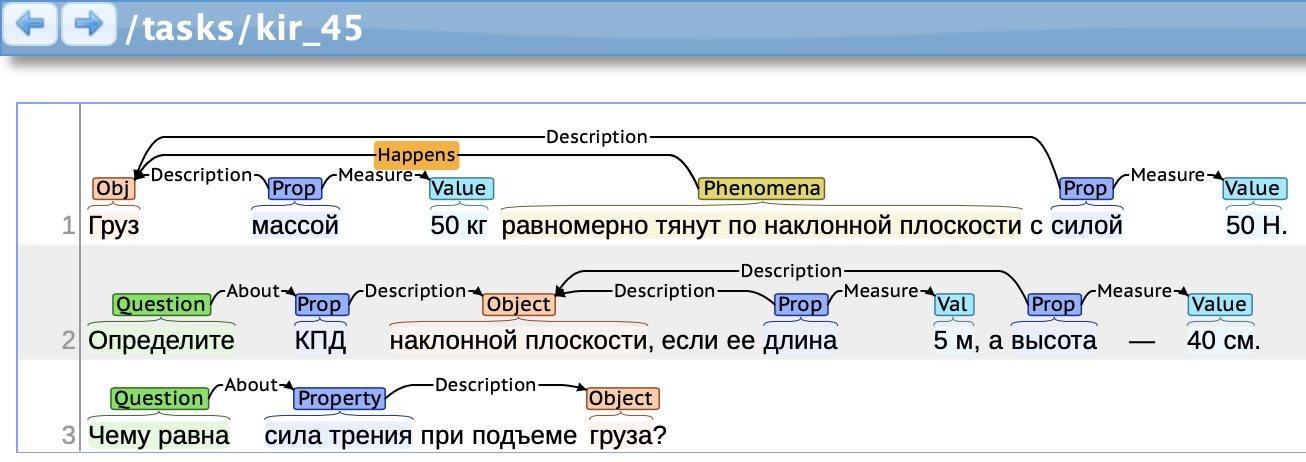 /tasks/kir_45
Description
Happens
Description Measure Measure
Obj Prop Value Phenomena Prop Value
1 Груз массой 50 кг равномерно тянут по наклонной плоскости с силой 50 Н.
Description
About Description Description Measure Measure
Question Prop Object Prop Val Prop Value
2 Определите КПД наклонной плоскости, если ее длина 5 м, а высота — 40 см.
About Description
Question Property Object
3 Чему равна сила трения при подъеме груза?